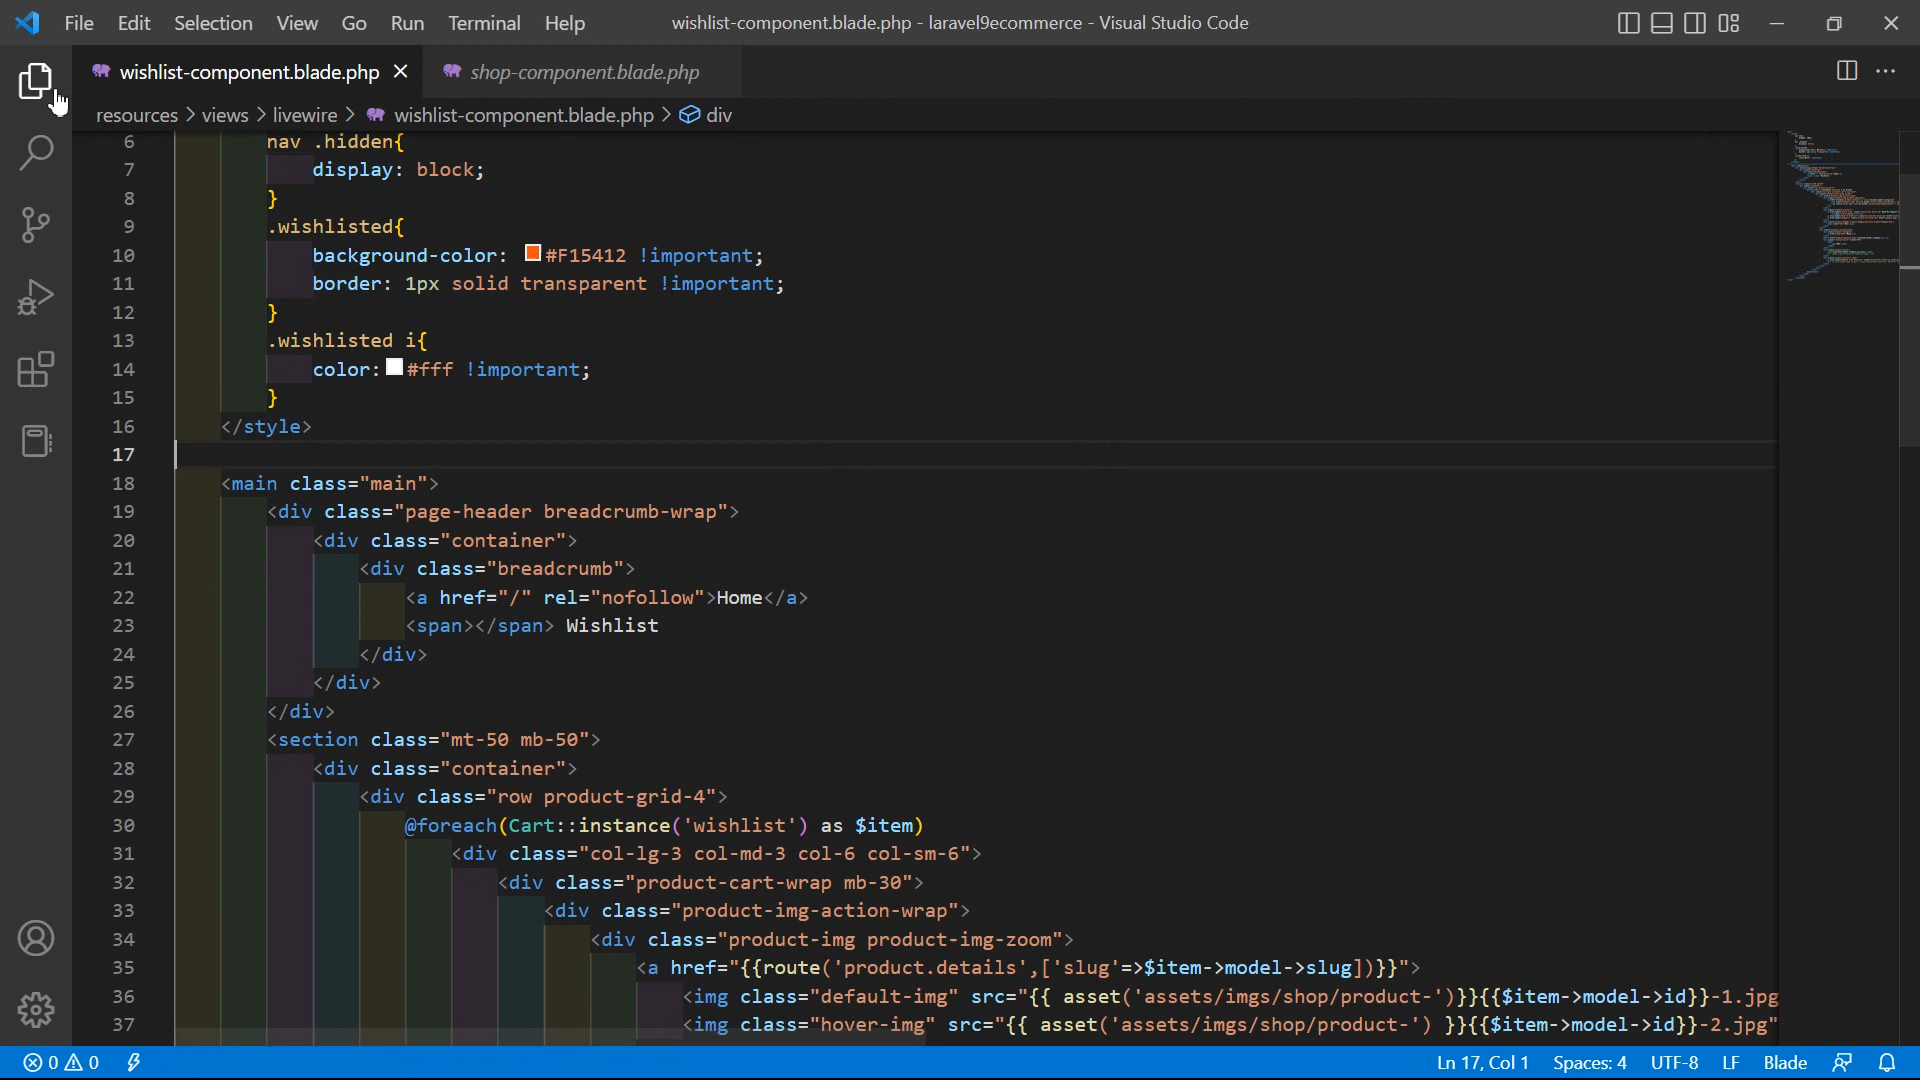 File Edit Selection View Go Run Terminal Help wishlist-component.blade.php - laravel9ecommerce - Visual Studio Code
wishlist-component.blade.php shop-component.blade.php
resources > views > livewire > wishlist-component.blade.php > div
6 nav .hidden{
7 display: block;
8 }
9 .wishlisted{
10 background-color: #F15412 !important;
11 border: 1px solid transparent !important;
12 }
13 .wishlisted i{
14 color: #fff !important;
15 }
16 </style>
17
18 <main class="main">
19 <div class="page-header breadcrumb-wrap">
20 <div class="container">
21 <div class="breadcrumb">
22 <a href="/" rel="nofollow">Home</a>
23 <span></span> Wishlist
24 </div>
25 </div>
26 </div>
27 <section class="mt-50 mb-50">
28 <div class="container">
29 <div class="row product-grid-4">
30 @foreach(Cart::instance('wishlist') as $item)
31 <div class="col-lg-3 col-md-3 col-6 col-sm-6">
32 <div class="product-cart-wrap mb-30">
33 <div class="product-img-action-wrap">
34 <div class="product-img product-img-zoom">
35 <a href="{{route('product.details',['slug'=>$item->model->slug])}}">
36 <img class="default-img" src="{{ asset('assets/imgs/shop/product-')}}{{$item->model->id}}-1.jpg
37 <img class="hover-img" src="{{ asset('assets/imgs/shop/product-') }}{{$item->model->id}}-2.jpg"
0 0 Ln 17, Col 1 Spaces: 4 UTF-8 LF Blade